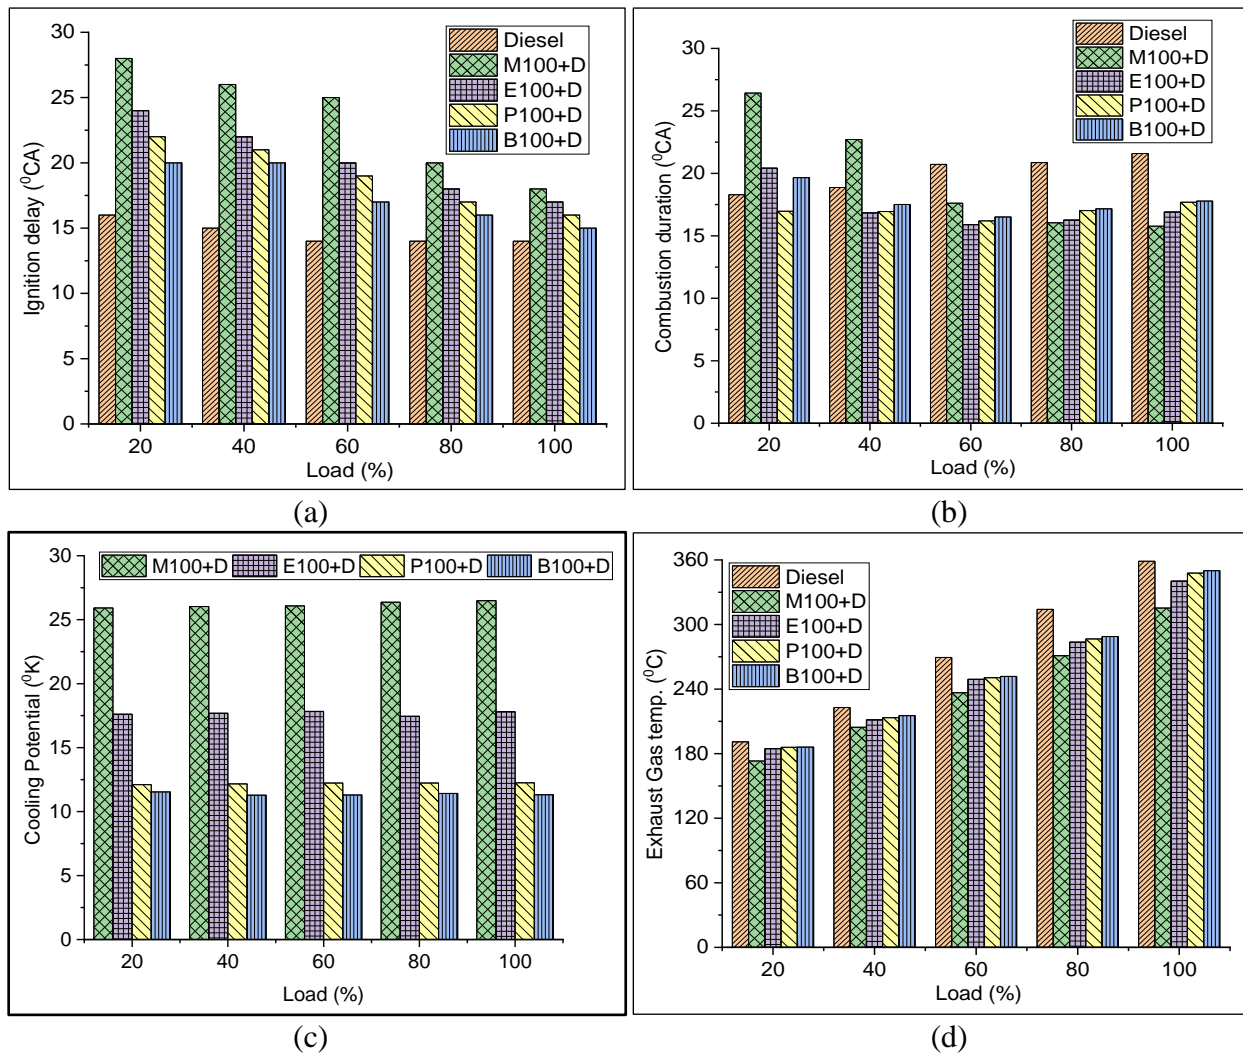 30
25
20
15
10
5
0
Ignition delay (⁰CA)
Diesel
M100+D
E100+D
P100+D
B100+D
20 40 60 80 100
Load (%)
(a)
30
25
20
15
10
5
0
Combustion duration (⁰CA)
Diesel
M100+D
E100+D
P100+D
B100+D
20 40 60 80 100
Load (%)
(b)
30
25
20
15
10
5
0
Cooling Potential (⁰K)
M100+D E100+D P100+D B100+D
20 40 60 80 100
Load (%)
(c)
360
300
240
180
120
60
0
Exhaust Gas temp. (⁰C)
Diesel
M100+D
E100+D
P100+D
B100+D
20 40 60 80 100
Load (%)
(d)